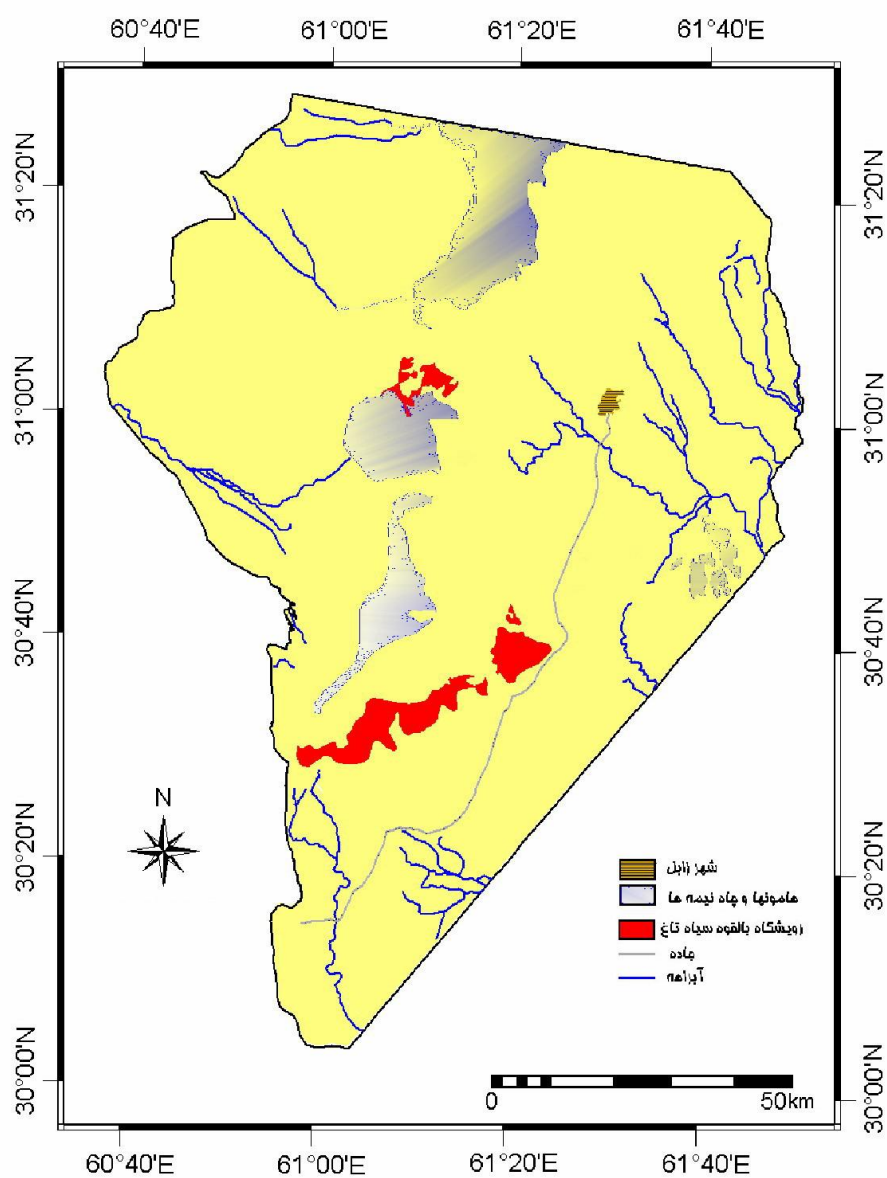 60°40'E 61°00'E 61°20'E 61°40'E
31°20'N 31°20'N
31°00'N 31°00'N
30°40'N 30°40'N
N
30°20'N 30°20'N
شهر زابل
هامونها و چاه نیمه ها
رویشگاه بالقوه سیاه تاغ
جاده
آبراهه
30°00'N 30°00'N
0 50km
60°40'E 61°00'E 61°20'E 61°40'E